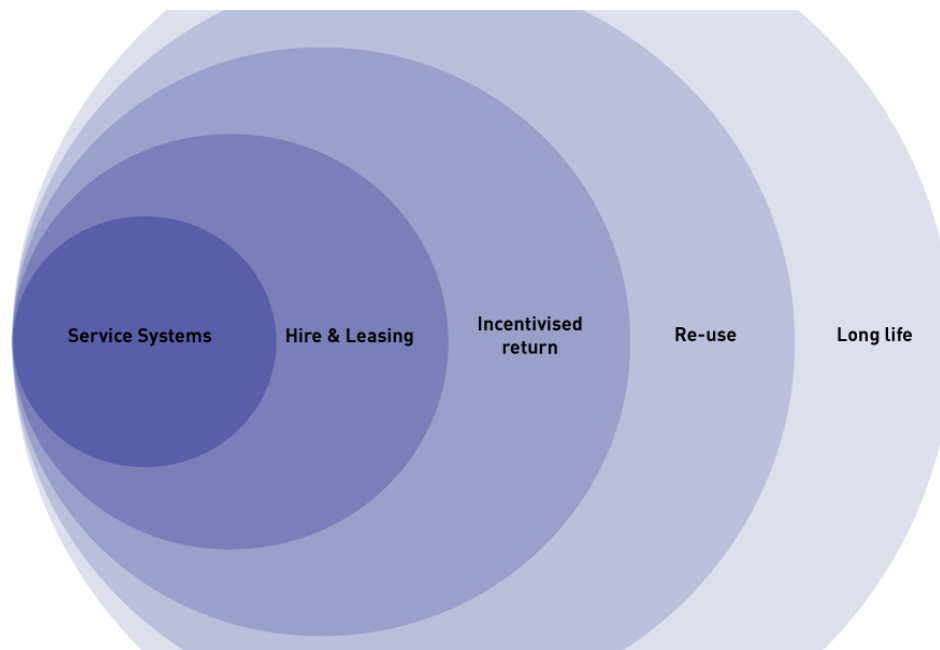 Service Systems
Hire & Leasing
Incentivised
return
Re-use
Long life